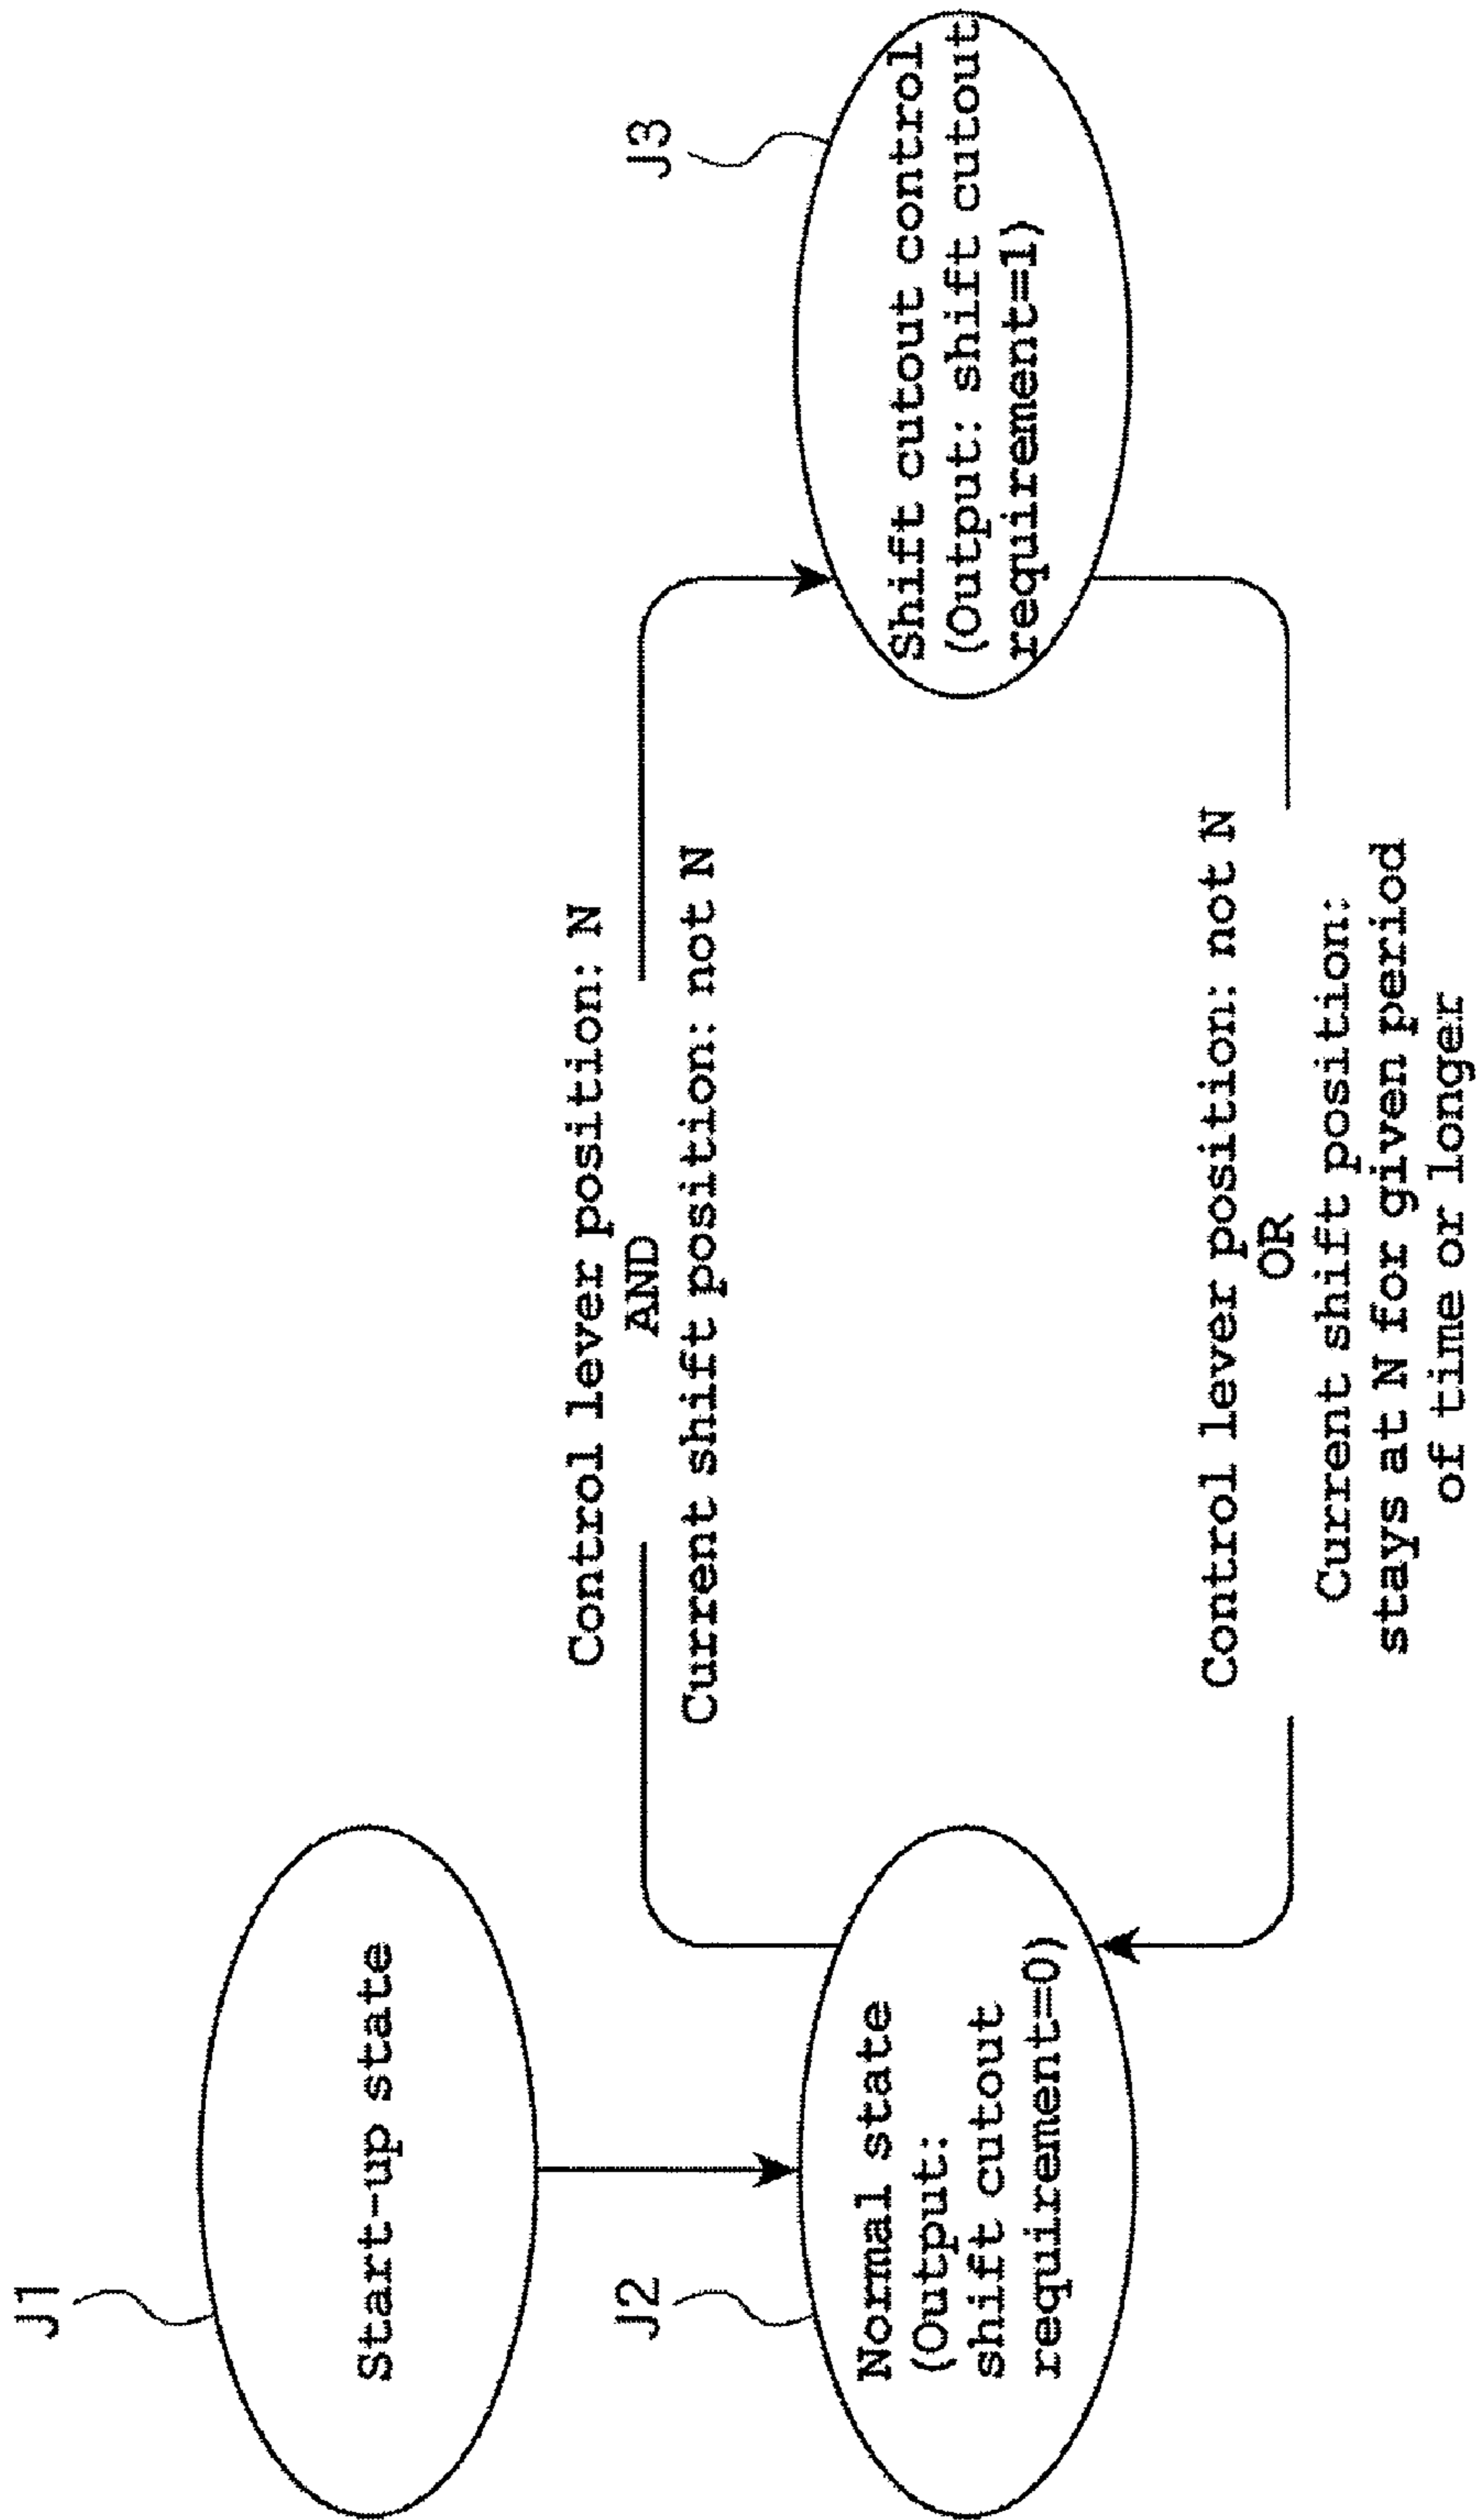 J1
Start-up state
J2
Normal state
(Output:
shift cutout
requirement=0)
Control lever position: N
AND
Current shift position: not N
J3
Shift cutout control
(Output: shift cutout
requirement=1)
Control lever position: not N
OR
Current shift position:
stays at N for given period
of time or longer